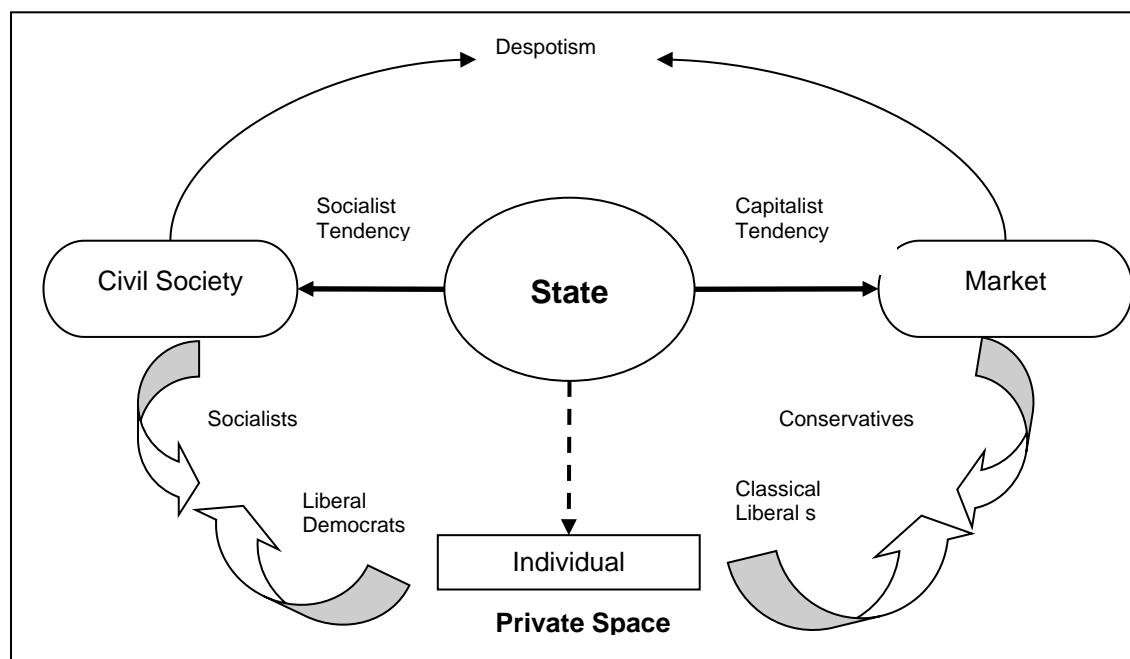 Despotism
Socialist
Tendency
Capitalist
Tendency
Civil Society
State
Market
Socialists
Conservatives
Liberal
Democrats
Classical
Liberal s
Individual
Private Space